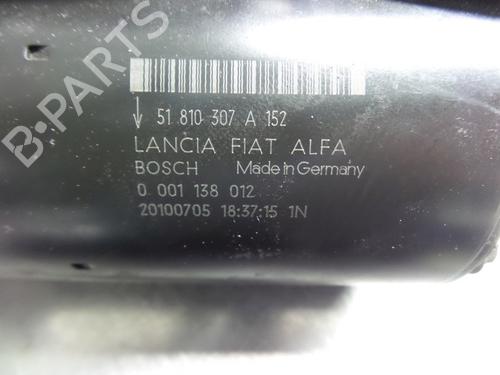 B-PARTS
51 810 307 A 152
LANCIA FIAT ALFA
BOSCH Made in Germany
0 001 138 012
20100705 18:37:15 1N